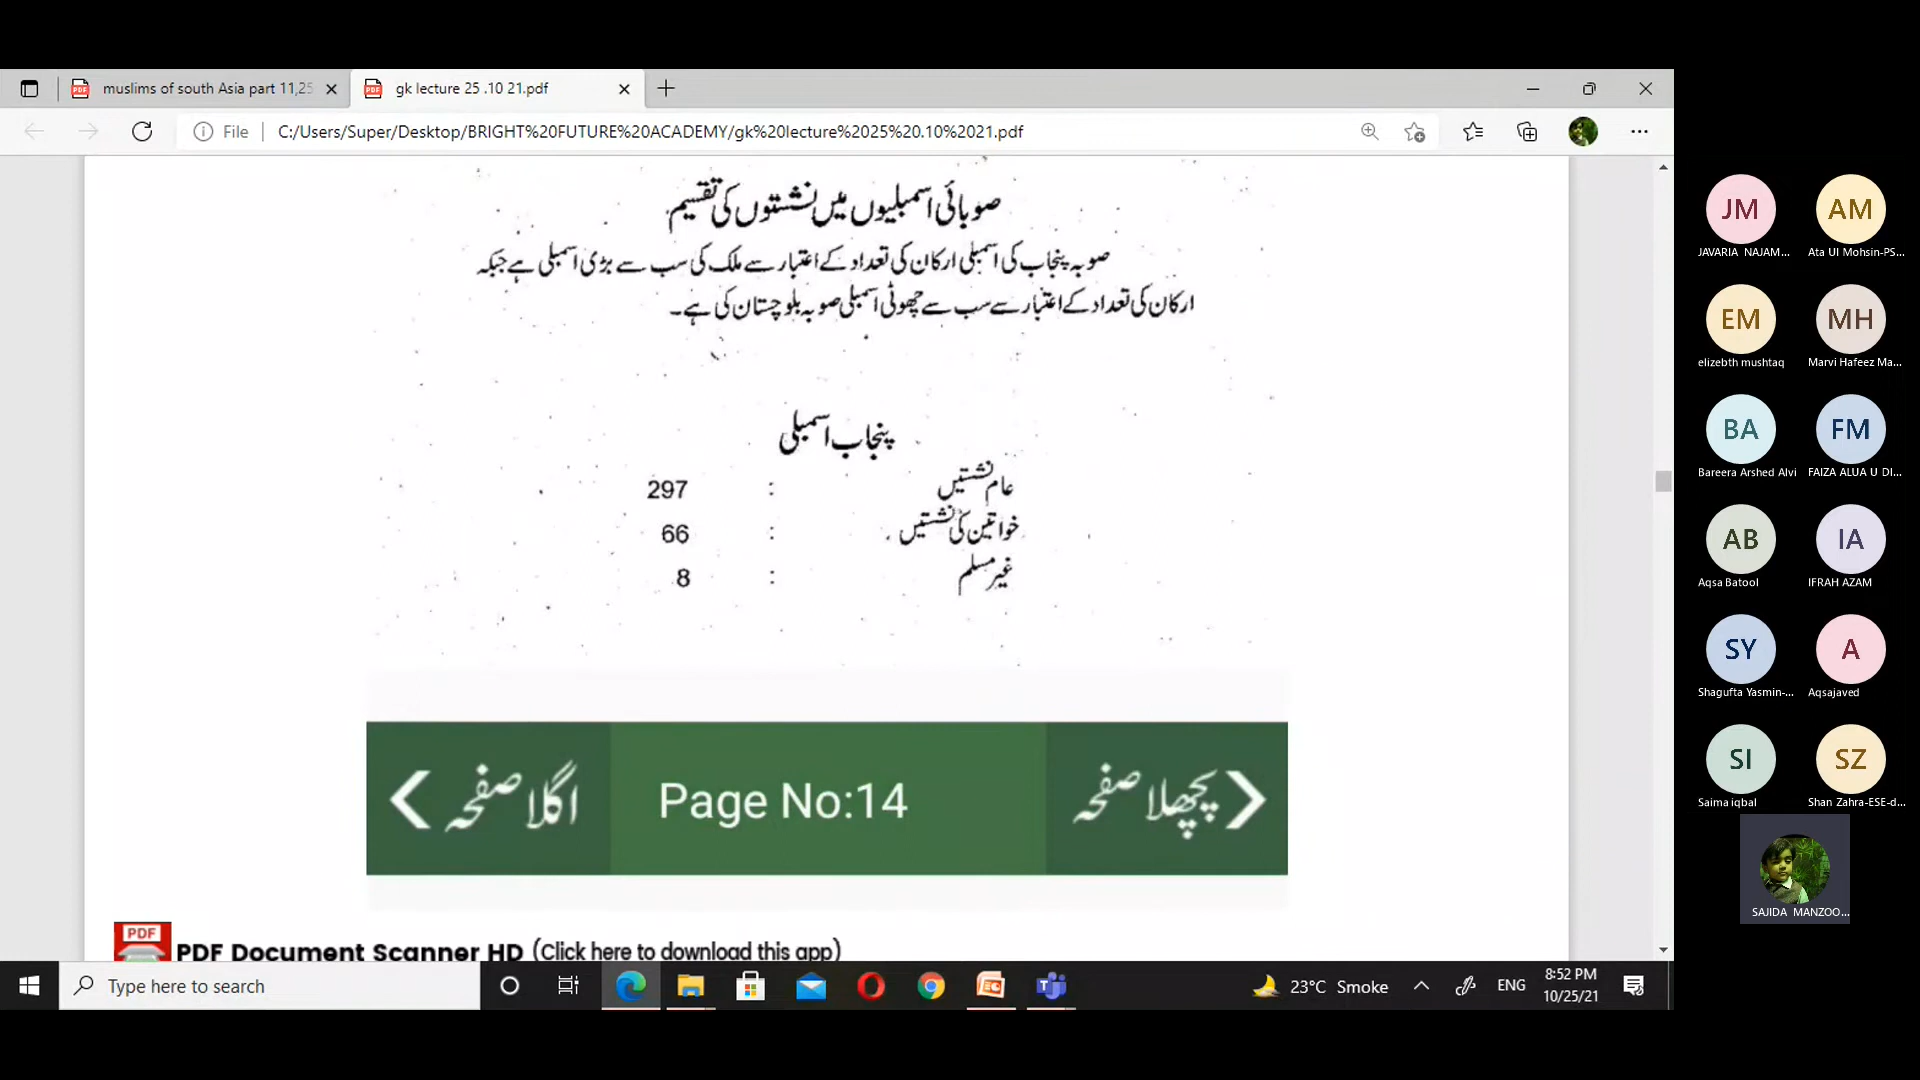 muslims of south Asia part 11,25
gk lecture 25 .10 21.pdf
File
C:/Users/Super/Desktop/BRIGHT%20FUTURE%20ACADEMY/gk%20lecture%2025%20.10%2021.pdf
صوبائی اسمبلیوں میں نشستوں کی تقسیم
صوبہ پنجاب کی اسمبلی ارکان کی تعداد کے اعتبار سے ملک کی سب سے بڑی اسمبلی ہے جبکہ
ارکان کی تعداد کے اعتبار سے سب سے چھوٹی اسمبلی صوبہ بلوچستان کی ہے۔
پنجاب اسمبلی
عام نشستیں : 297
خواتین کی نشستیں : 66
غیر مسلم : 8
پچھلا صفحہ
Page No:14
اگلا صفحہ
PDF
PDF Document Scanner HD (Click here to download this app)
JM
JAVARIA NAJAM...
AM
Ata Ul Mohsin-PS...
EM
elizebth mushtaq
MH
Marvi Hafeez Ma...
BA
Bareera Arshed Alvi
FM
FAIZA ALUA U DI...
AB
Aqsa Batool
IA
IFRAH AZAM
SY
Shagufta Yasmin-...
A
Aqsajaved
SI
Saima iqbal
SZ
Shan Zahra-ESE-d...
SAJIDA MANZOO...
Type here to search
23°C Smoke
ENG
8:52 PM
10/25/21